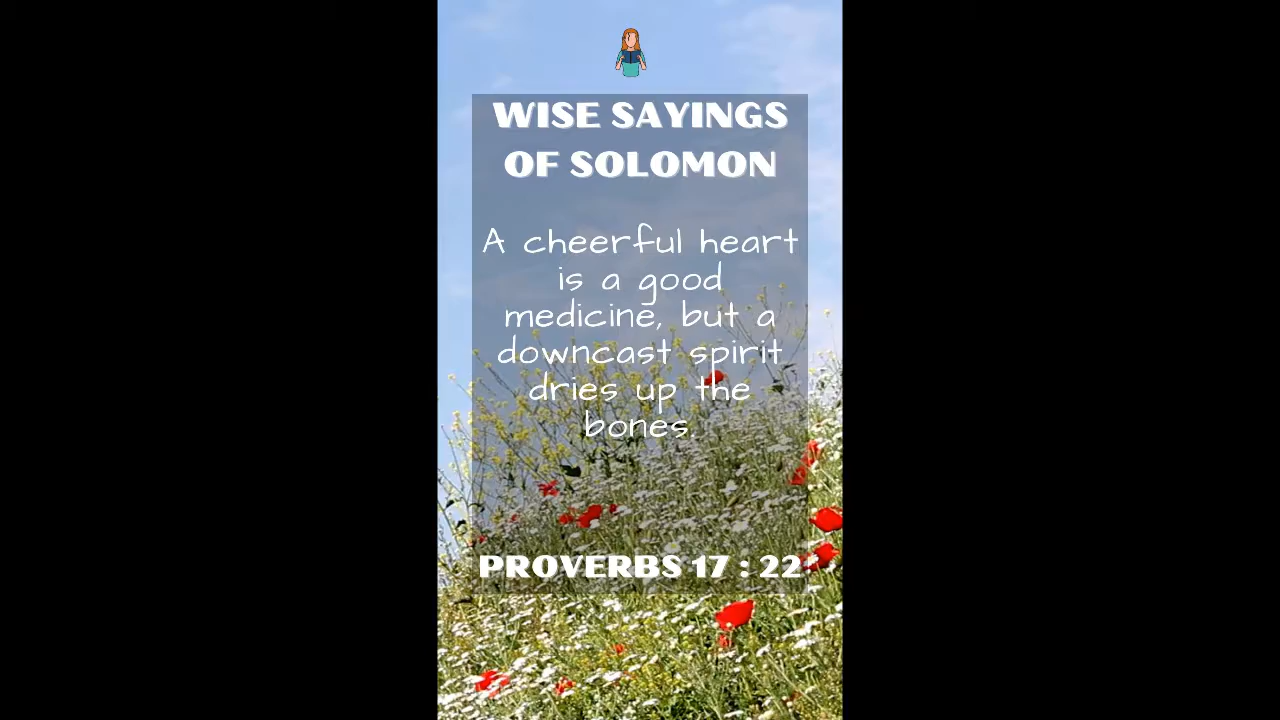 WISE SAYINGS
OF SOLOMON
A cheerful heart
is a good
medicine, but a
downcast spirit
dries up the
bones.
PROVERBS 17 : 22